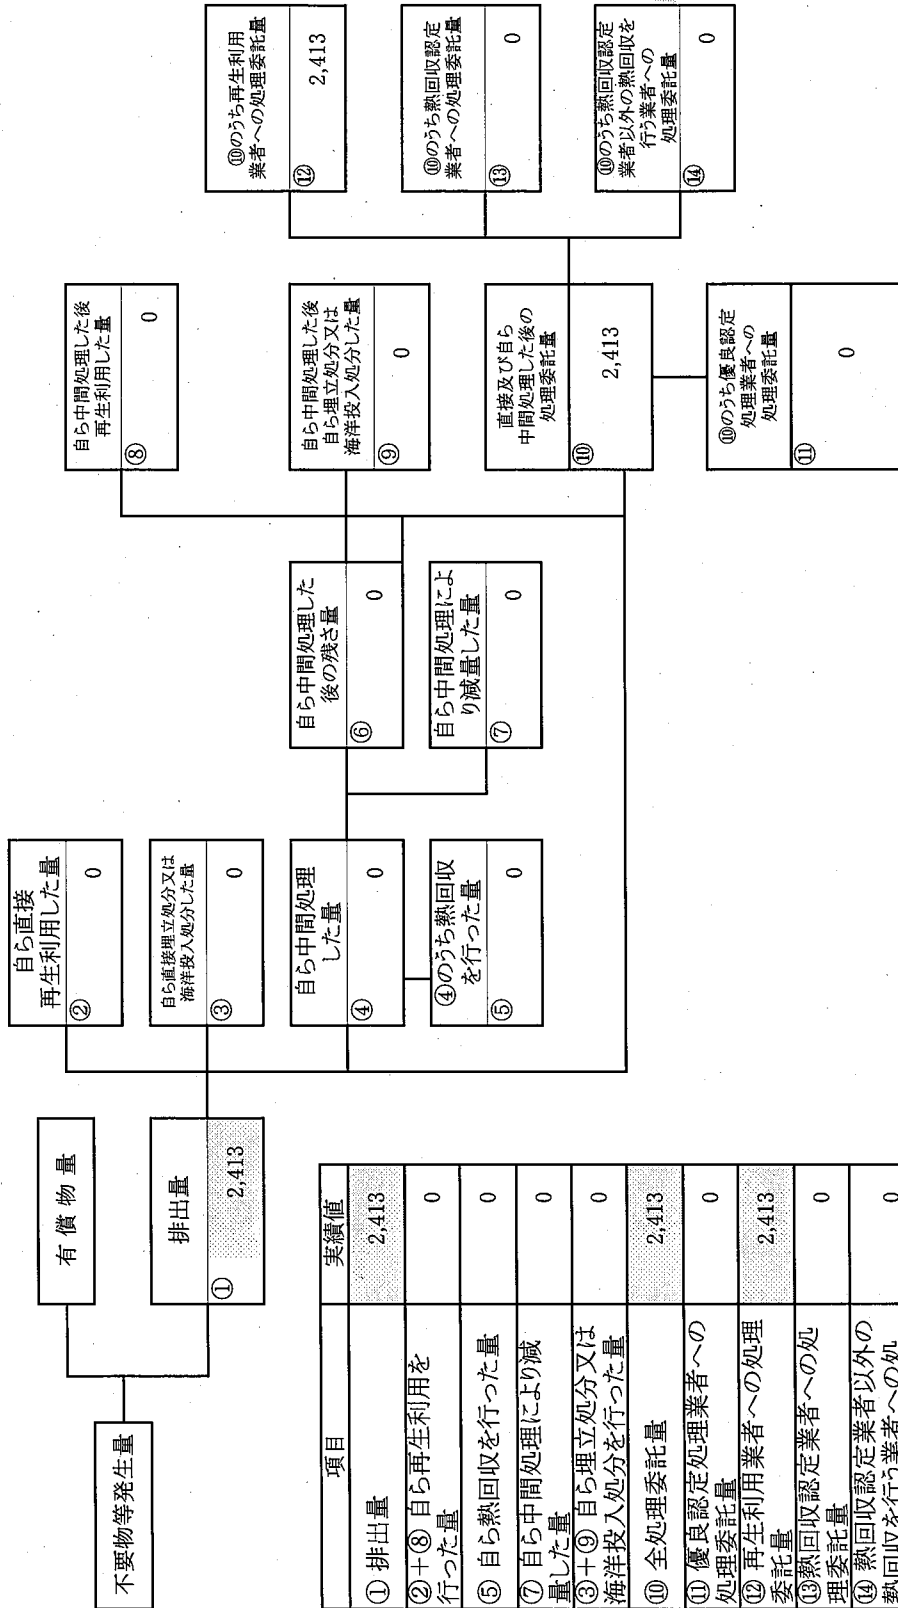 不要物等発生量
有償物量
排出量
①
2,413
自ら直接
再生利用した量
②
0
自ら直接埋立処分又は
海洋投入処分した量
③
0
自ら中間処理
した量
④
0
④のうち熱回収
を行った量
⑤
0
自ら中間処理した
後の残さ量
⑥
0
自ら中間処理によ
り減量した量
⑦
0
自ら中間処理した後
再生利用した量
⑧
0
自ら中間処理した後
自ら埋立処分又は
海洋投入処分した量
⑨
0
直接及び自ら
中間処理した後の
処理委託量
⑩
2,413
⑩のうち優良認定
処理業者への
処理委託量
⑪
0
⑩のうち再生利用
業者への処理委託量
⑫
2,413
⑩のうち熱回収認定
業者への処理委託量
⑬
0
⑩のうち熱回収認定
業者以外の熱回収を
行う業者への
処理委託量
⑭
0
項目 実績値
①排出量 2,413
②+⑧ 自ら再生利用を
行った量 0
⑤ 自ら熱回収を行った量 0
⑦ 自ら中間処理により減
量した量 0
③+⑨ 自ら埋立処分又は
海洋投入処分を行った量 0
⑩ 全処理委託量 2,413
⑪ 優良認定処理業者への
処理委託量 0
⑫ 再生利用業者への処理
委託量 2,413
⑬熱回収認定業者への処
理委託量 0
⑭ 熱回収認定業者以外の
熱回収を行う業者への処 0